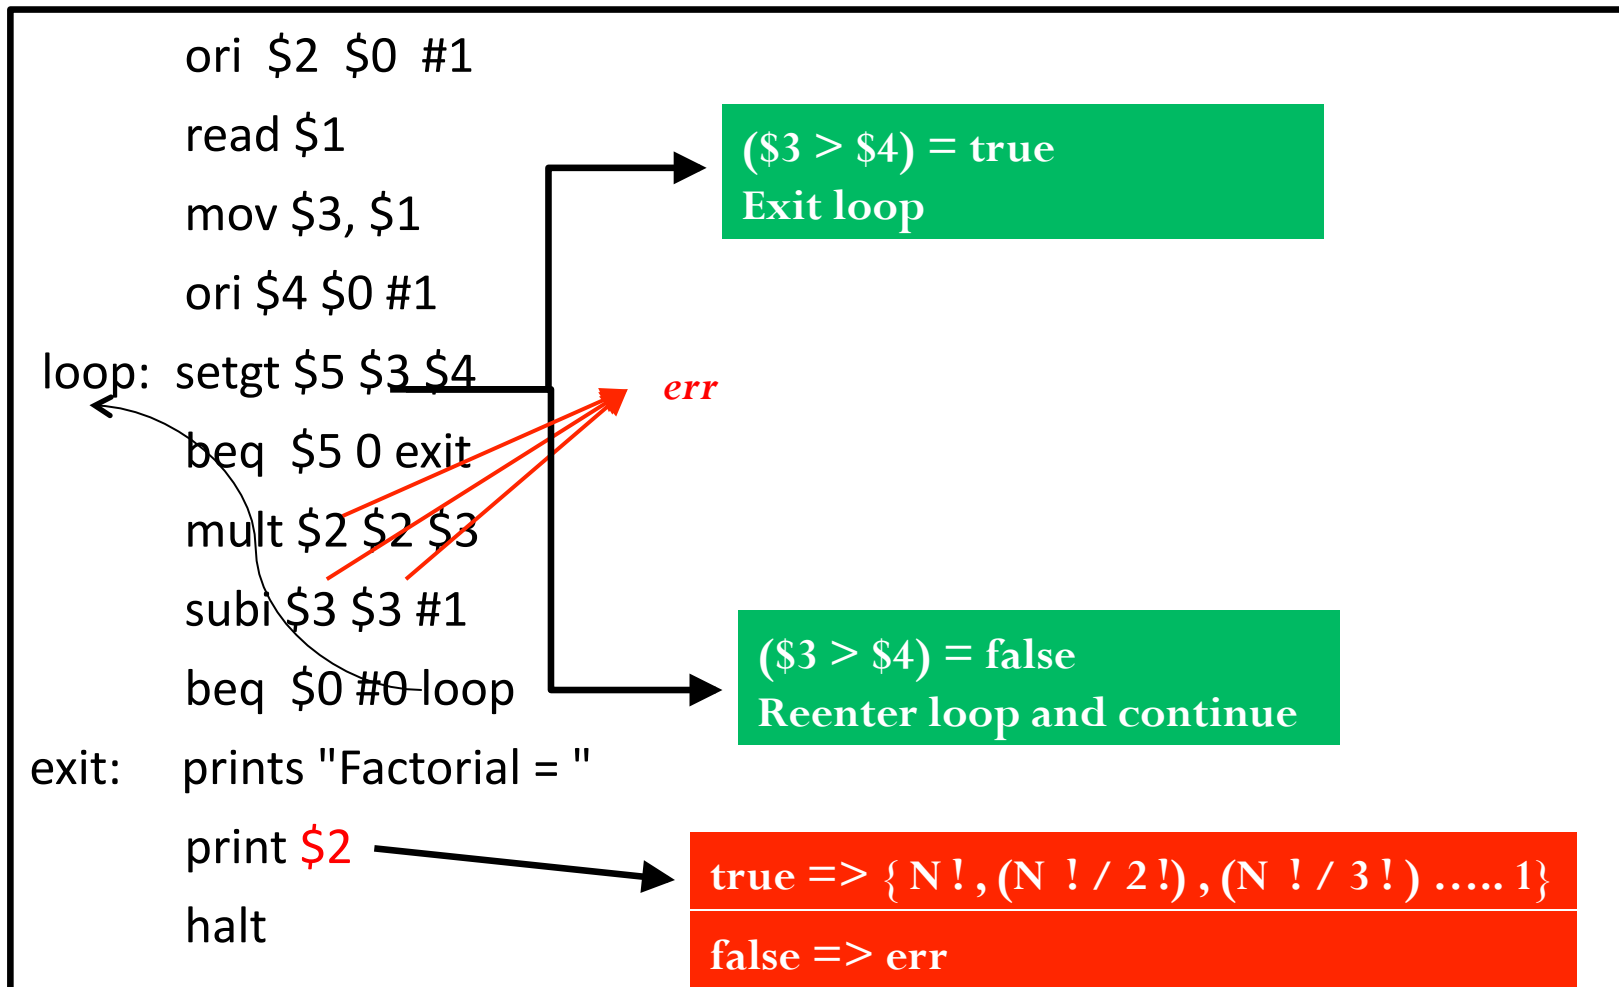 ori $2 $0 #1
read $1
mov $3, $1
ori $4 $0 #1
loop: setgt $5 $3 $4
beq $5 0 exit
mult $2 $2 $3
subi $3 $3 #1
beq $0 #0 loop
exit: prints "Factorial = "
print $2
halt
($3 > $4) = true
Exit loop
err
($3 > $4) = false
Reenter loop and continue
true => { N ! , (N ! / 2 !) , (N ! / 3 ! ) ..... 1}
false => err